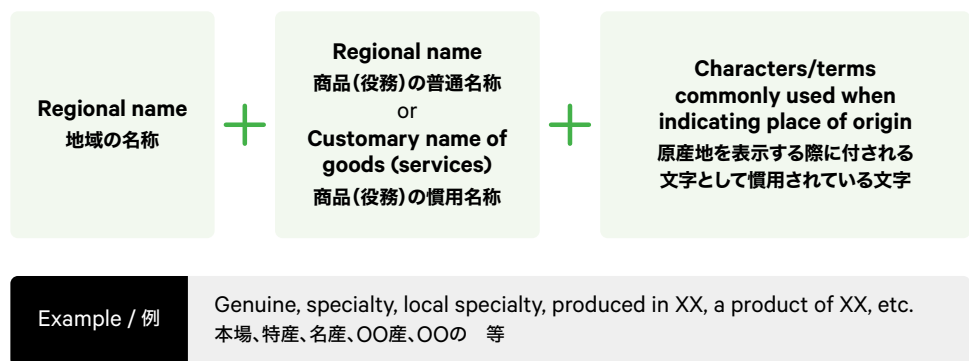 Regional name
地域の名称
+
Regional name
商品(役務)の普通名称
or
Customary name of
goods (services)
商品(役務)の慣用名称
+
Characters/terms
commonly used when
indicating place of origin
原産地を表示する際に付される
文字として慣用されている文字
Example / 例
Genuine, specialty, local specialty, produced in XX, a product of XX, etc.
本場、特産、名産、〇〇産、〇〇の　等